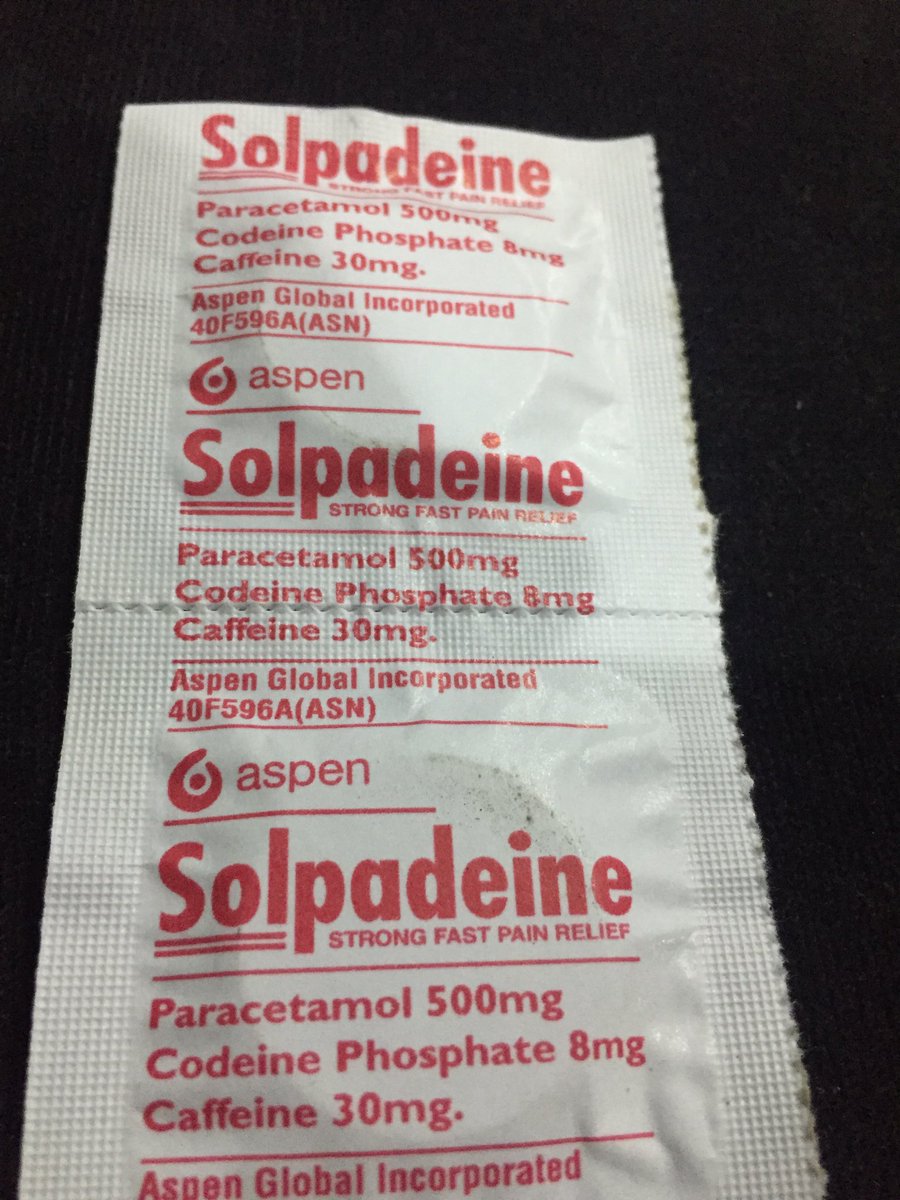 Solpadeine
STRONG FAST PAIN RELIEF
Paracetamol 500mg
Codeine Phosphate 8mg
Caffeine 30mg.
Aspen Global Incorporated
40F596A(ASN)
aspen
Solpadeine
STRONG FAST PAIN RELIEF
Paracetamol 500mg
Codeine Phosphate 8mg
Caffeine 30mg.
Aspen Global Incorporated
40F596A(ASN)
aspen
Solpadeine
STRONG FAST PAIN RELIEF
Paracetamol 500mg
Codeine Phosphate 8mg
Caffeine 30mg.
Aspen Global Incorporated